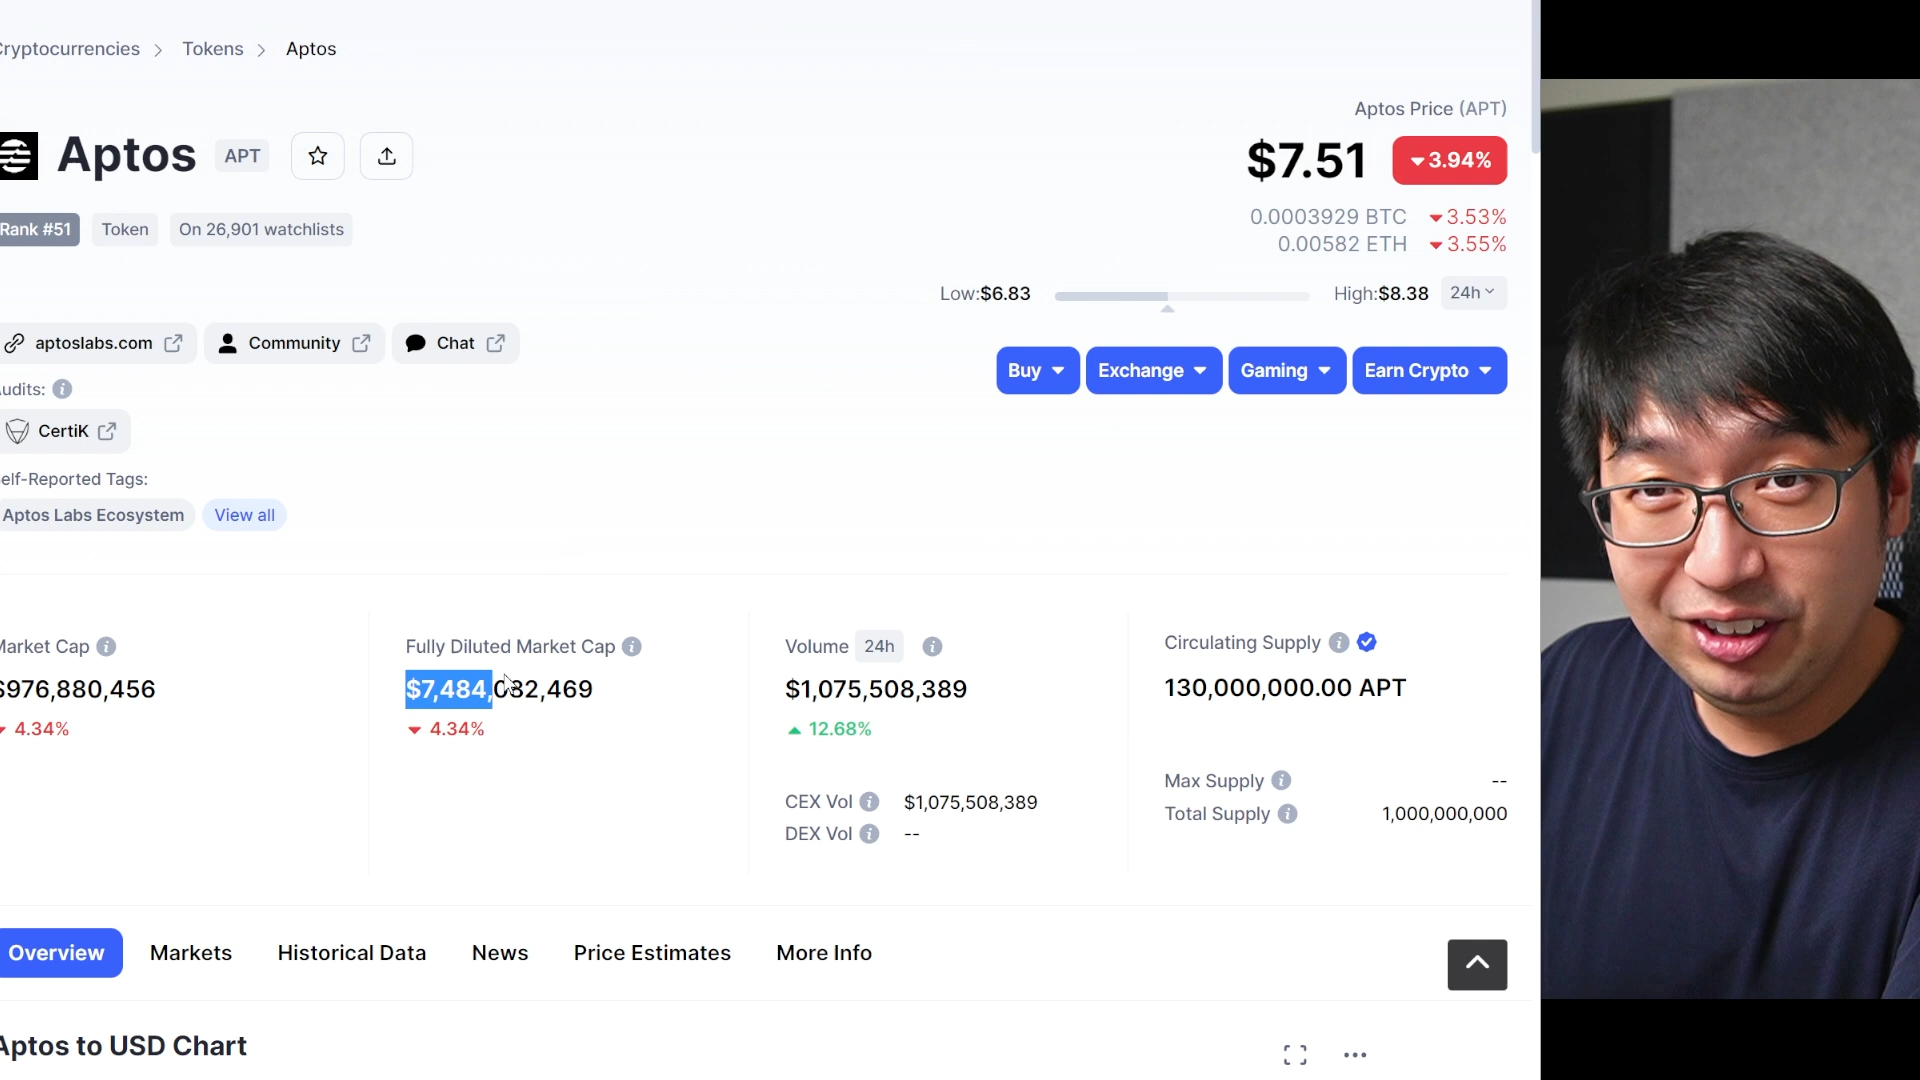 Cryptocurrencies > Tokens > Aptos
Aptos APT
Rank #51 Token On 26,901 watchlists
aptoslabs.com Community Chat
udits:
CertiK
elf-Reported Tags:
Aptos Labs Ecosystem View all
Aptos Price (APT)
$7.51 3.94%
0.0003929 BTC 3.53%
0.00582 ETH 3.55%
Low:$6.83 High:$8.38 24h
Buy Exchange Gaming Earn Crypto
Market Cap
$976,880,456
4.34%
Fully Diluted Market Cap
$7,484,082,469
4.34%
Volume 24h
$1,075,508,389
12.68%
CEX Vol $1,075,508,389
DEX Vol --
Circulating Supply
130,000,000.00 APT
Max Supply --
Total Supply 1,000,000,000
Overview Markets Historical Data News Price Estimates More Info
Aptos to USD Chart